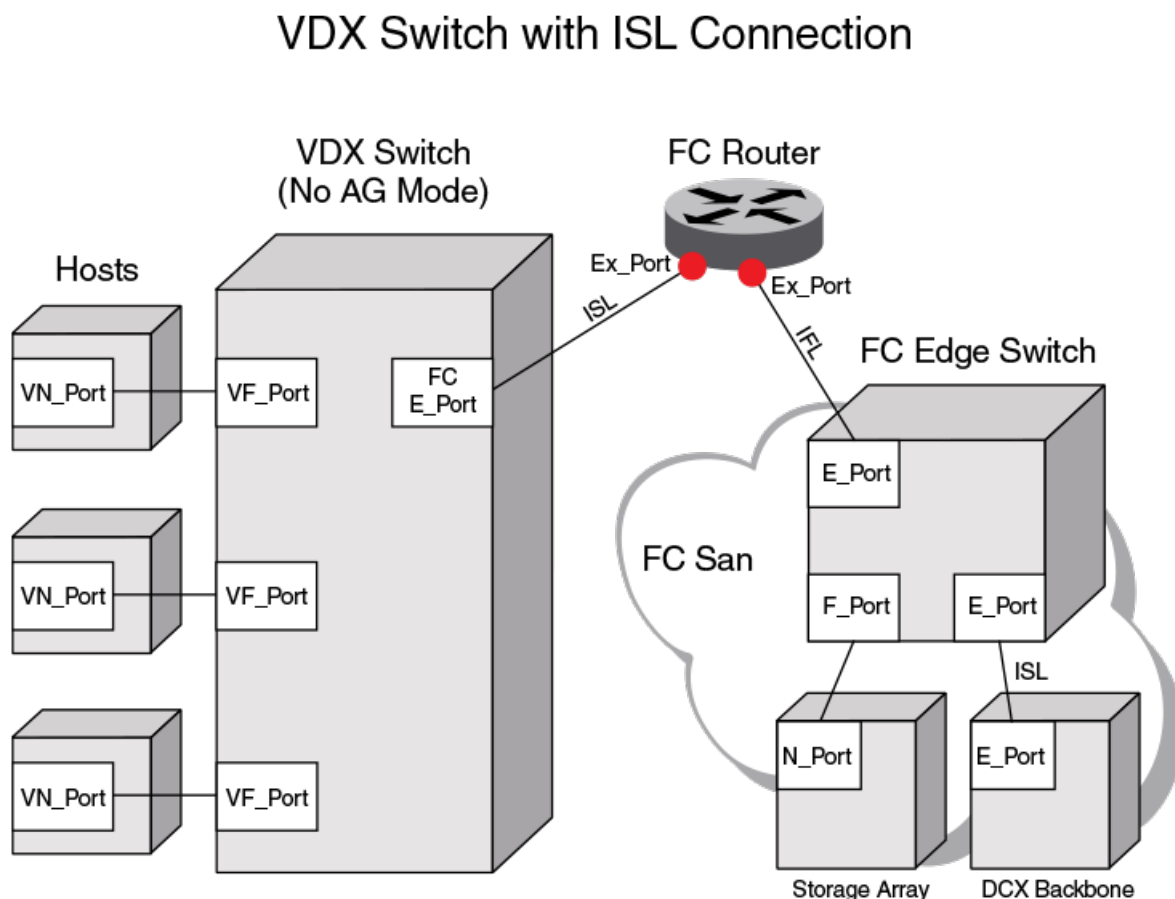 VDX Switch with ISL Connection
VDX Switch
(No AG Mode)
FC Router
Hosts
Ex_Port
Ex_Port
ISL
IFL
FC Edge Switch
VN_Port
VF_Port
FC
E_Port
E_Port
FC San
VN_Port
VF_Port
F_Port
E_Port
ISL
VN_Port
VF_Port
N_Port
E_Port
Storage Array
DCX Backbone